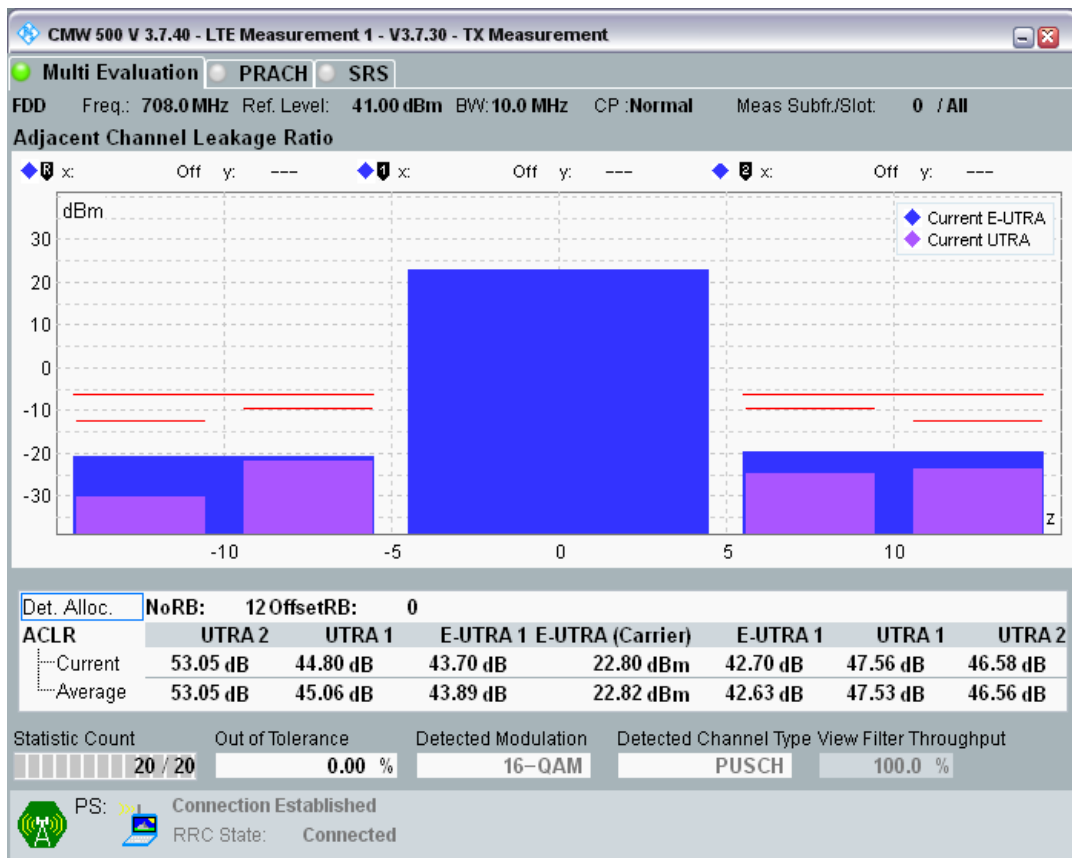 CMW 500 V 3.7.40 - LTE Measurement 1 - V3.7.30 - TX Measurement
Multi Evaluation PRACH SRS
FDD Freq.: 708.0 MHz Ref. Level: 41.00 dBm BW: 10.0 MHz CP :Normal Meas Subfr./Slot: 0 / All
Adjacent Channel Leakage Ratio
R x: Off y: --- 1 x: Off y: --- 2 x: Off y: ---
dBm
Current E-UTRA
Current UTRA
30
20
10
0
-10
-20
-30
z
-10 -5 0 5 10
Det. Alloc. NoRB: 12 OffsetRB: 0
ACLR UTRA 2 UTRA 1 E-UTRA 1 E-UTRA (Carrier) E-UTRA 1 UTRA 1 UTRA 2
Current 53.05 dB 44.80 dB 43.70 dB 22.80 dBm 42.70 dB 47.56 dB 46.58 dB
Average 53.05 dB 45.06 dB 43.89 dB 22.82 dBm 42.63 dB 47.53 dB 46.56 dB
Statistic Count Out of Tolerance Detected Modulation Detected Channel Type View Filter Throughput
20 / 20 0.00 % 16-QAM PUSCH 100.0 %
PS: Connection Established
RRC State: Connected